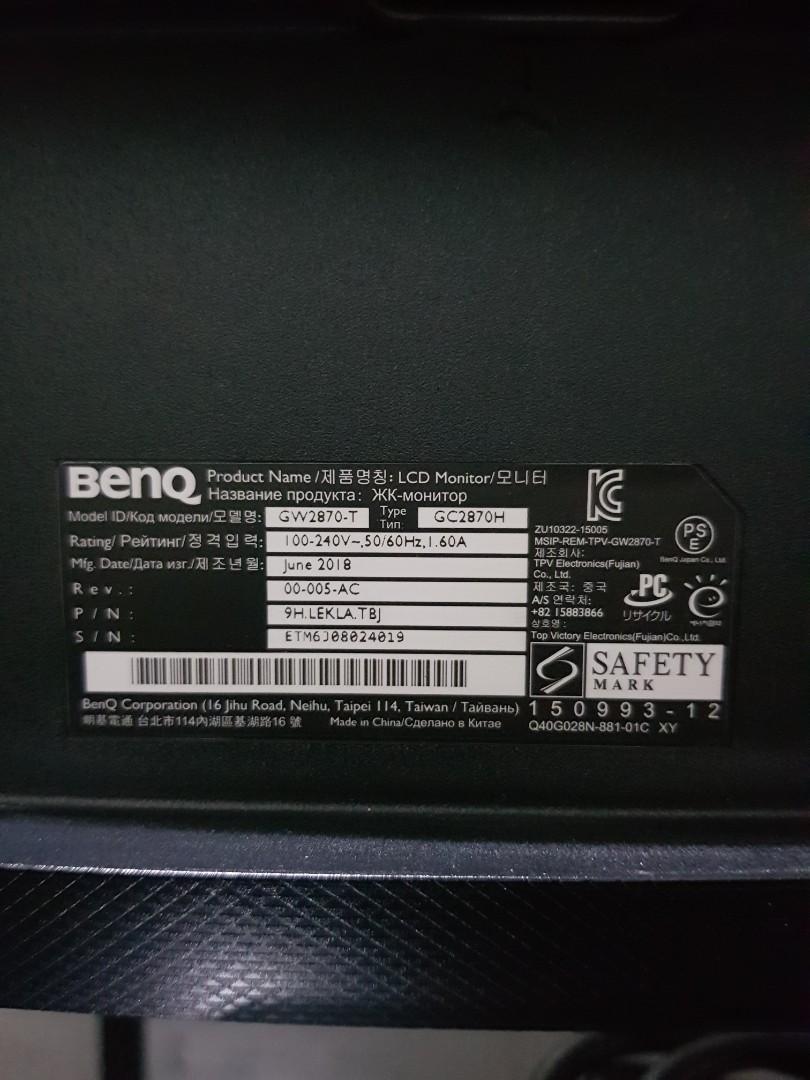 BenQ
Product Name /제품명칭: LCD Monitor/모니터
Название продукта: ЖК-монитор
Model ID/Код модели/모델명: GW2870-T Type Тип: GC2870H
Rating/ Рейтинг/정격입력: 100-240V~,50/60Hz,1.60A
Mfg. Date/Дата изг./제조년월: June 2018
Rev.: 00-005-AC
P/N: 9H.LEKLA.TBJ
S/N: ETM6J08024019
BenQ Corporation (16 Jihu Road, Neihu, Taipei 114, Taiwan / Тайвань)
明基電通 台北市114內湖區基湖路16 號 Made in China/Сделано в Китае
ZU10322-15005
MSIP-REM-TPV-GW2870-T
제조회사:
TPV Electronics(Fujian)
Co., Ltd.
제조국: 중국
A/S 연락처:
+82 15883866
상호명:
Top Victory Electronics(Fujian)Co.,Ltd.
PSE
BenQ Japan Co., Ltd.
PC
リサイクル
SAFETY
MARK
150993-12
Q40G028N-881-01C XY